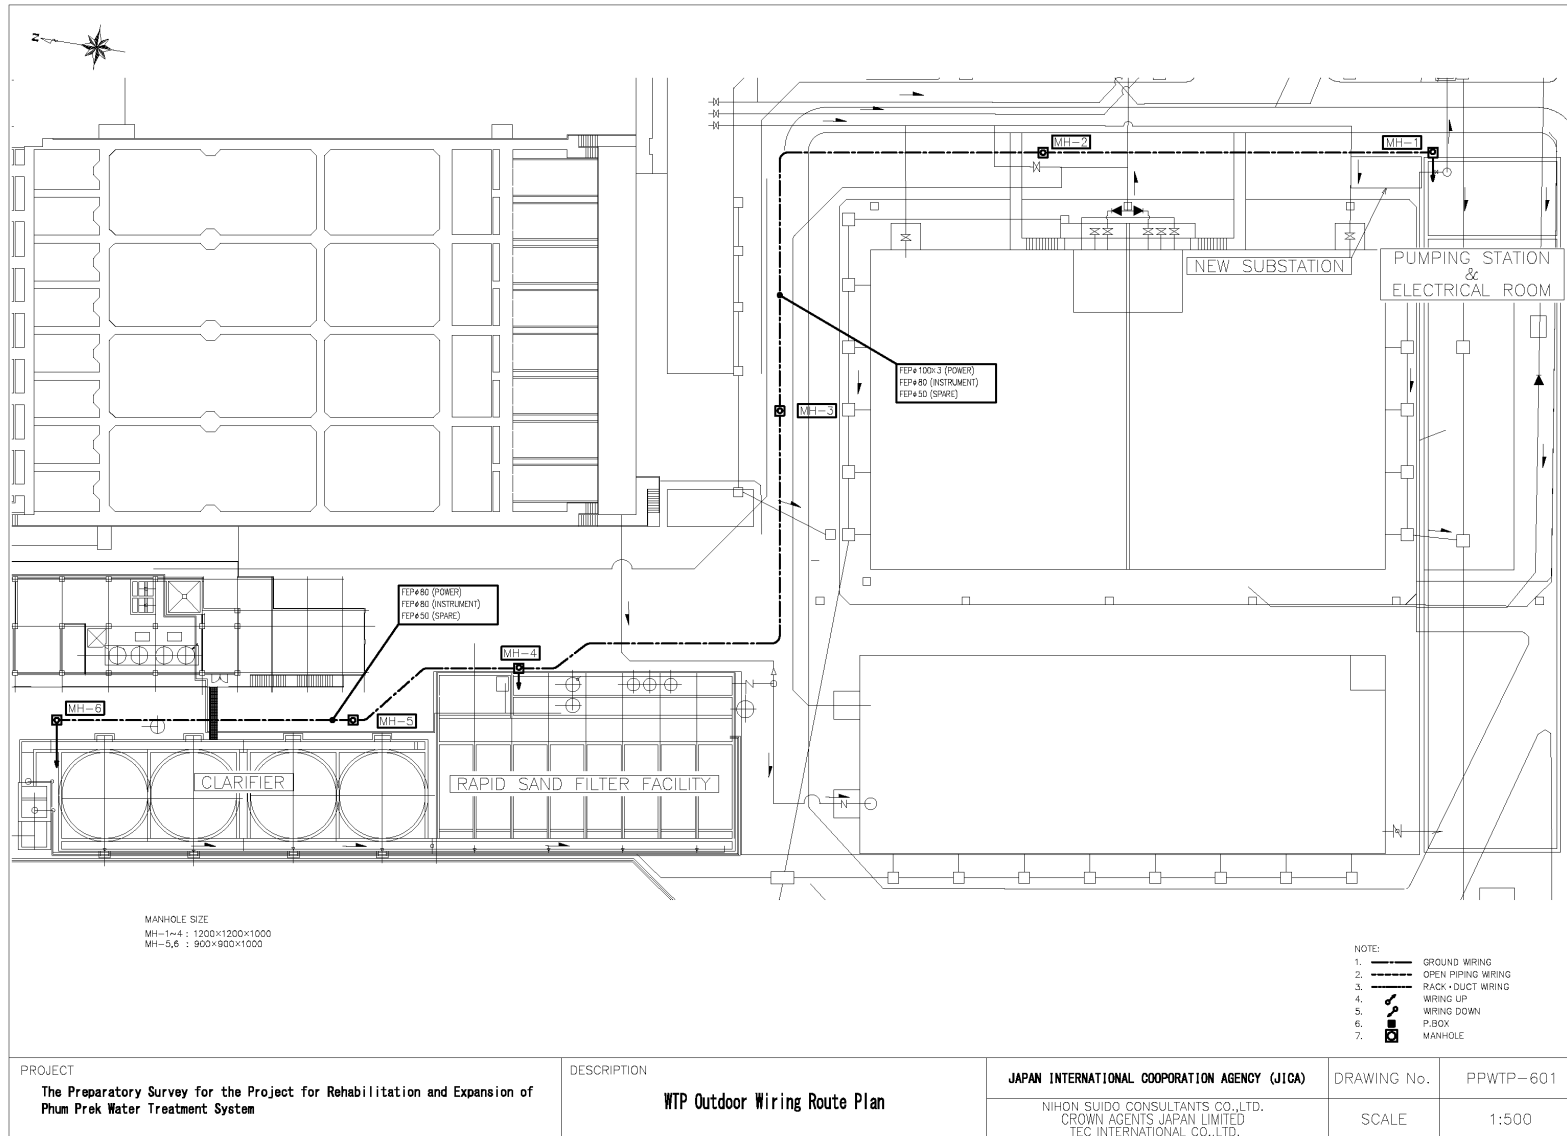 Z
MH-2
MH-1
NEW SUBSTATION
PUMPING STATION
&
ELECTRICAL ROOM
FEPφ100×3 (POWER)
FEPφ80 (INSTRUMENT)
FEPφ50 (SPARE)
MH-3
FEPφ80 (POWER)
FEPφ80 (INSTRUMENT)
FEPφ50 (SPARE)
MH-4
MH-6
MH-5
N
CLARIFIER
RAPID SAND FILTER FACILITY
N
N
MANHOLE SIZE
MH-1~4 : 1200×1200×1000
MH-5,6 : 900×900×1000
NOTE:
1. GROUND WIRING
2. OPEN PIPING WIRING
3. RACK・DUCT WIRING
4. WIRING UP
5. WIRING DOWN
6. P.BOX
7. MANHOLE
PROJECT
The Preparatory Survey for the Project for Rehabilitation and Expansion of
Phum Prek Water Treatment System
DESCRIPTION
WTP Outdoor Wiring Route Plan
JAPAN INTERNATIONAL COOPORATION AGENCY (JICA)
NIHON SUIDO CONSULTANTS CO.,LTD.
CROWN AGENTS JAPAN LIMITED
TEC INTERNATIONAL CO.,LTD.
DRAWING No. PPWTP-601
SCALE 1:500